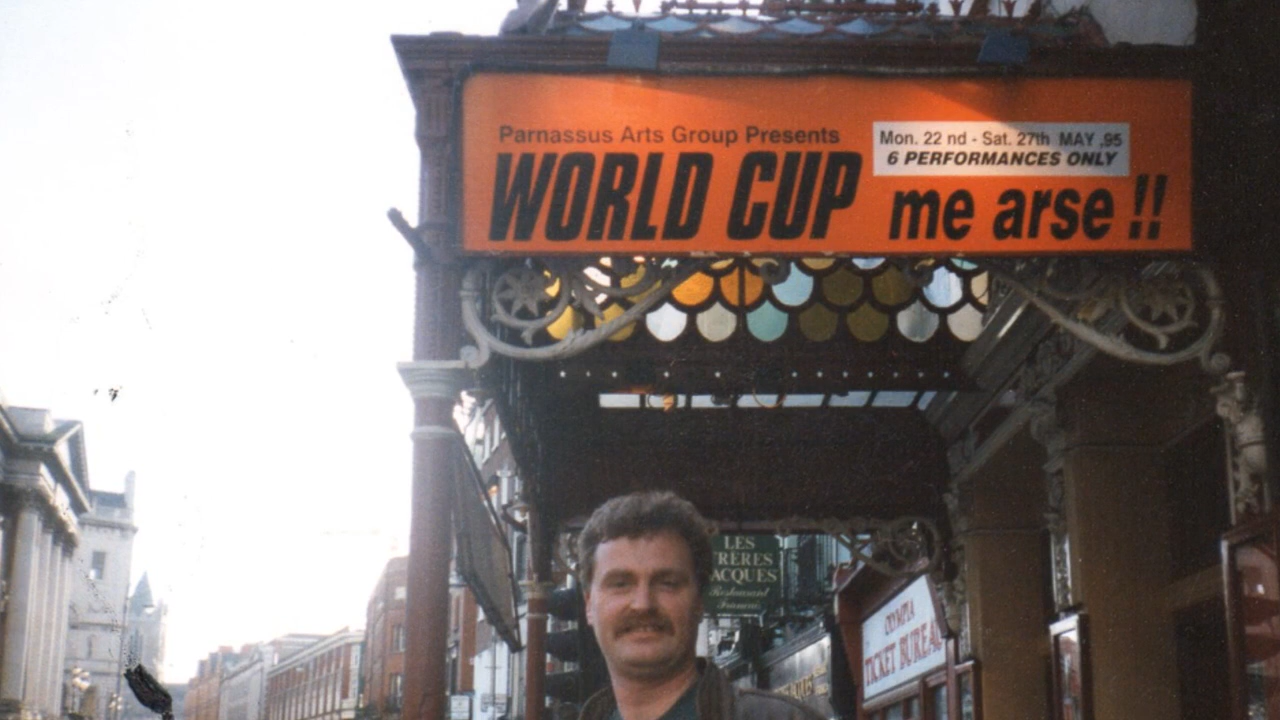 Parnassus Arts Group Presents
Mon. 22 nd - Sat. 27th MAY ,95
6 PERFORMANCES ONLY
WORLD CUP me arse !!
LES
FRERES
JACQUES
Restaurant
OLYMPIA
TICKET BUREAU